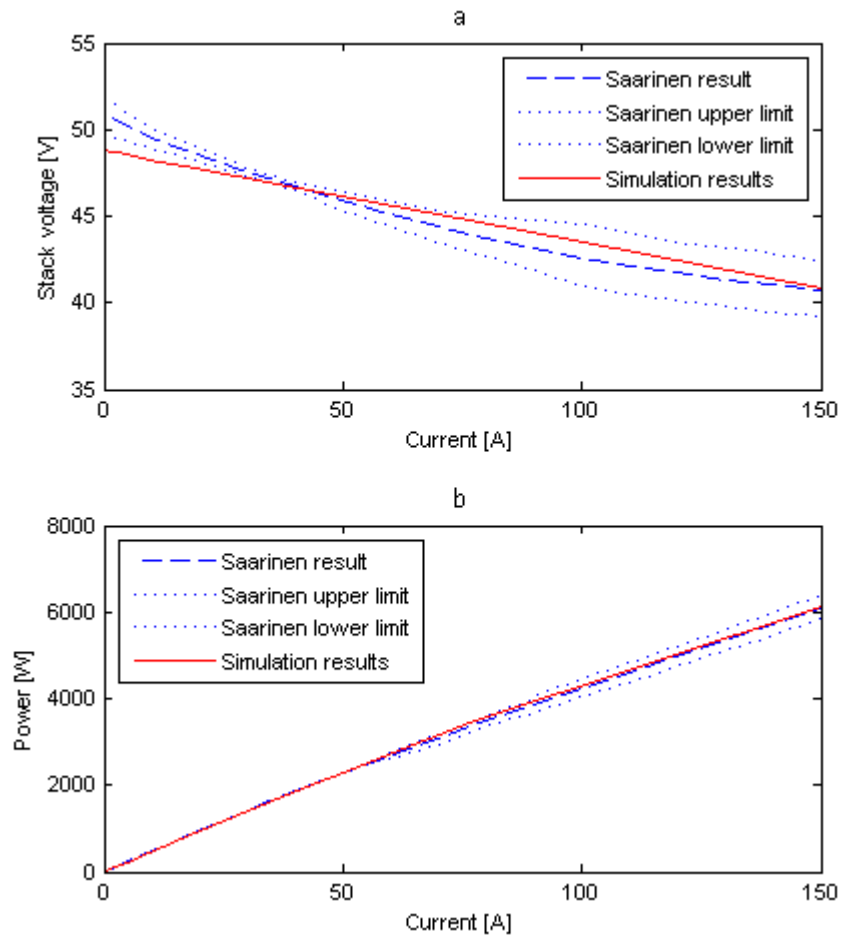 a
55
50
45
40
35
Stack voltage [V]
Saarinen result
Saarinen upper limit
Saarinen lower limit
Simulation results
0
50
100
150
Current [A]
b
8000
6000
4000
2000
0
Power [W]
Saarinen result
Saarinen upper limit
Saarinen lower limit
Simulation results
0
50
100
150
Current [A]